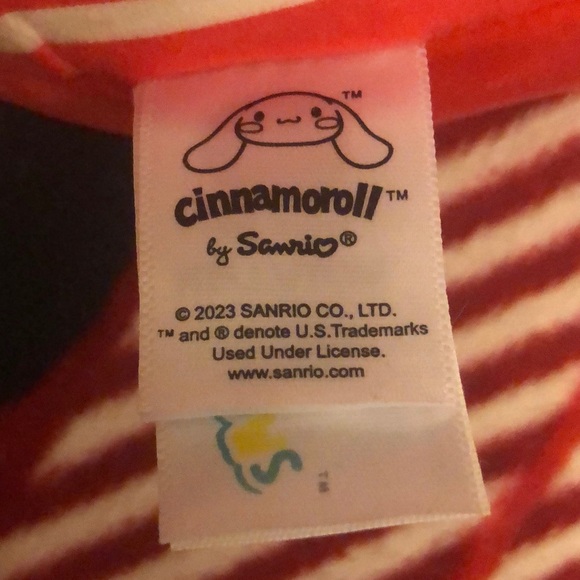 TM
cinnamoroll™
by Sanrio®
© 2023 SANRIO CO., LTD.
™ and ® denote U.S.Trademarks
Used Under License.
www.sanrio.com
TM